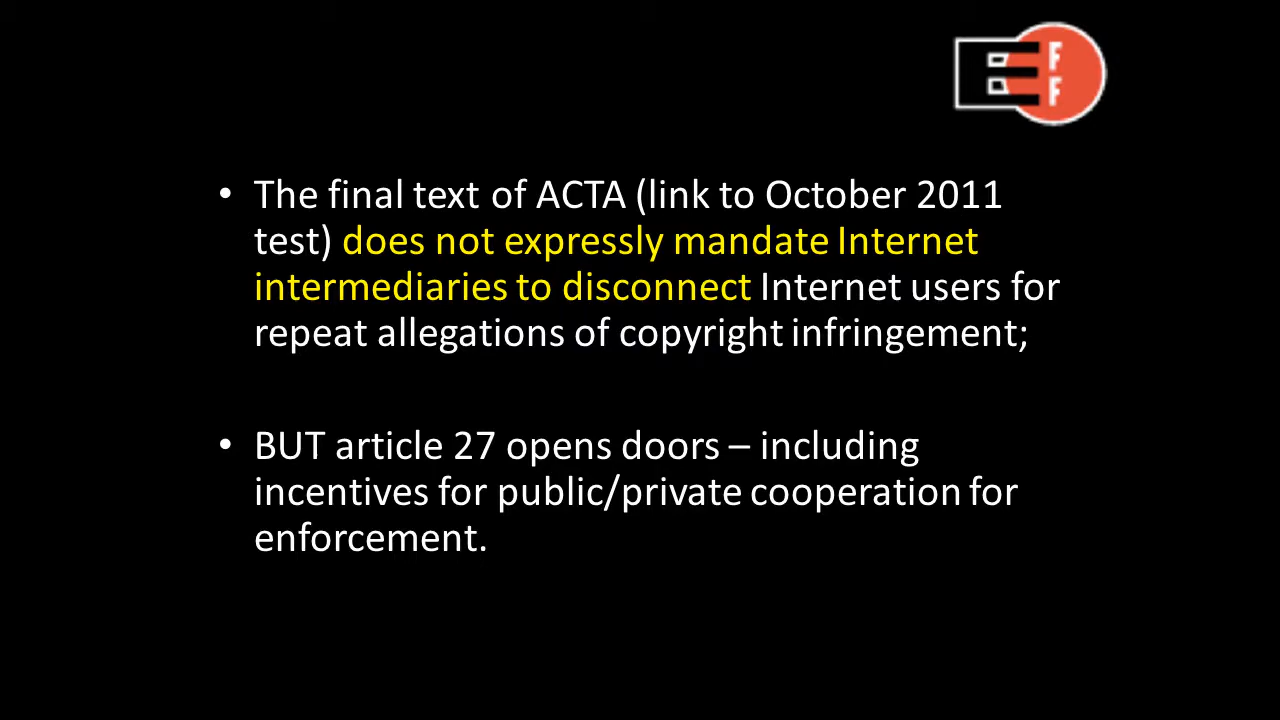 EFF
• The final text of ACTA (link to October 2011
test) does not expressly mandate Internet
intermediaries to disconnect Internet users for
repeat allegations of copyright infringement;
• BUT article 27 opens doors – including
incentives for public/private cooperation for
enforcement.